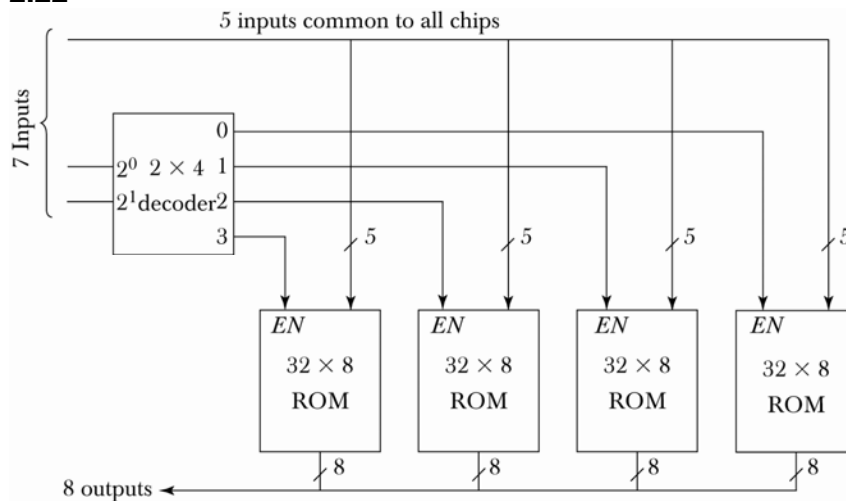 5 inputs common to all chips
7 Inputs
0
2⁰ 2 × 4 1
2¹ decoder 2
3
5 5 5 5
EN EN EN EN
32 × 8 32 × 8 32 × 8 32 × 8
ROM ROM ROM ROM
8 8 8 8
8 outputs